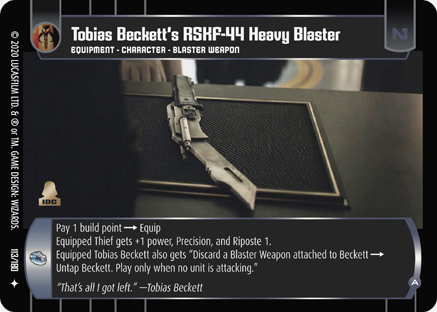 Tobias Beckett's RSKF-44 Heavy Blaster
EQUIPMENT - CHARACTER - BLASTER WEAPON
N
© 2020 LUCASFILM LTD. & ® or TM. GAME DESIGN: WIZARDS.
IDC
113/180
Pay 1 build point → Equip
Equipped Thief gets +1 power, Precision, and Riposte 1.
Equipped Tobias Beckett also gets "Discard a Blaster Weapon attached to Beckett →
Untap Beckett. Play only when no unit is attacking."
"That's all I got left." —Tobias Beckett
A